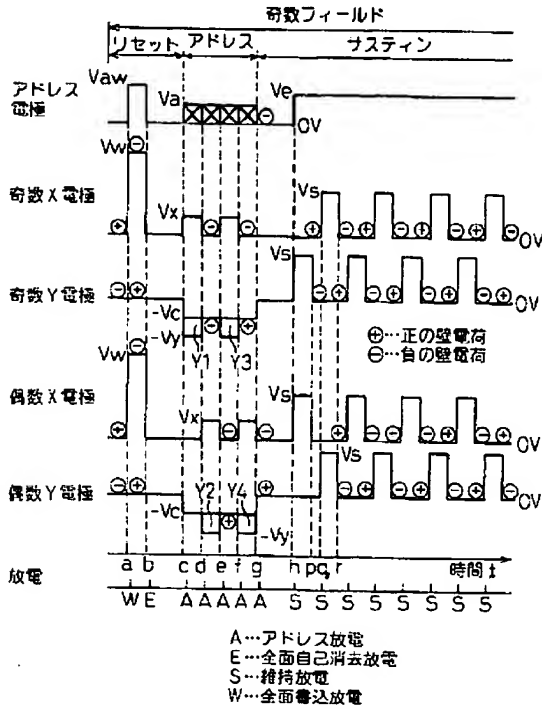 奇数フィールド
リセット アドレス サスティン
Vaw
アドレス電極 Va Ve 0V
⊖
Vw ⊖
奇数X電極 Vx Vs
⊕ ⊖ ⊖ ⊕ ⊖ ⊕ ⊖ ⊕ ⊖ ⊕ ⊖ 0V
Vs
奇数Y電極 ⊖ ⊕ ⊖ ⊕ ⊖ ⊕ ⊖ ⊕ ⊖ ⊕ 0V
-Vc ⊖ ⊕
-Vy Y1 Y3
⊕…正の壁電荷
⊖…負の壁電荷
Vw ⊖
偶数X電極 Vx Vs
⊕ ⊖ ⊖ ⊕ ⊖ ⊖ ⊕ ⊖ ⊕ ⊖ ⊕ 0V
Vs
偶数Y電極 ⊖ ⊕ ⊕ ⊖ ⊕ ⊖ ⊕ ⊖ ⊕ ⊖ 0V
-Vc Y2 ⊕ Y4 -Vy
a b c d e f g h p q r 時間 t
放電
W E A A A A A S S S S S S S S
A…アドレス放電
E…全面自己消去放電
S…維持放電
W…全面書込放電